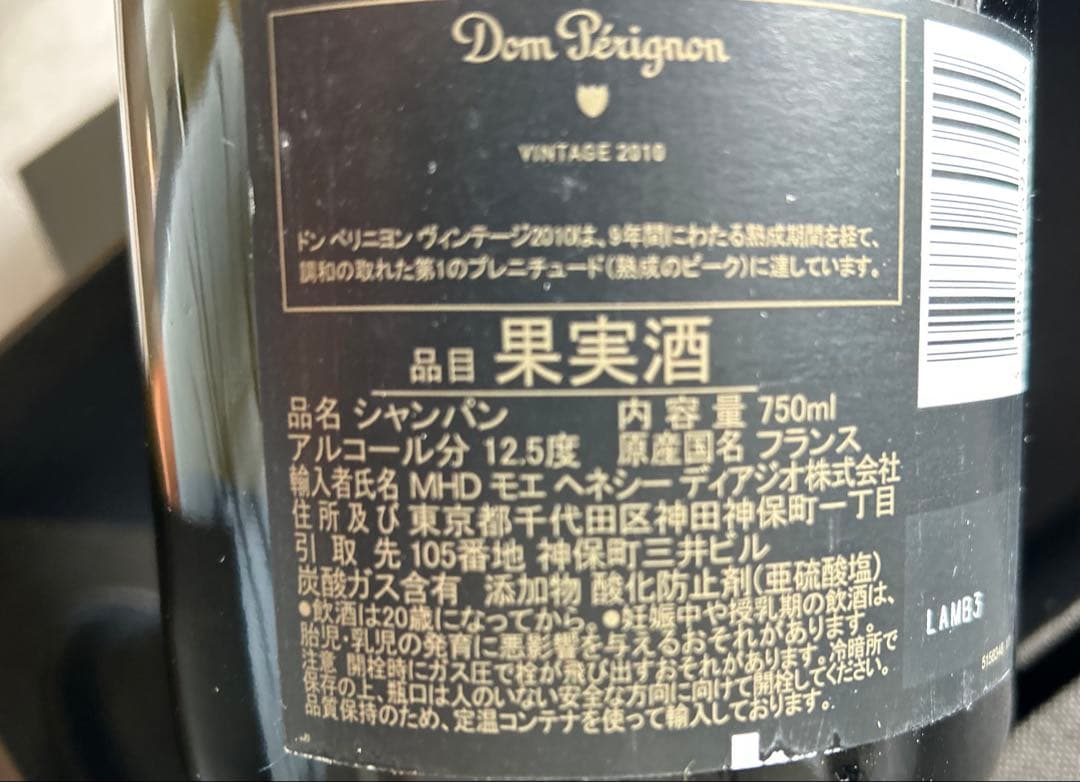 Dom Pérignon
VINTAGE 2010
ドン ペリニヨン ヴィンテージ2010は、9年間にわたる熟成期間を経て、
調和の取れた第1のプレニチュード(熟成のピーク)に達しています。
品目 果実酒
品名 シャンパン 内容量 750ml
アルコール分 12.5度 原産国名 フランス
輸入者氏名 MHD モエ ヘネシー ディアジオ株式会社
住所及び 東京都千代田区神田神保町一丁目
引取先 105番地 神保町三井ビル
炭酸ガス含有 添加物 酸化防止剤(亜硫酸塩)
●飲酒は20歳になってから。●妊娠中や授乳期の飲酒は、
胎児・乳児の発育に悪影響を与えるおそれがあります。
注意 開栓時にガス圧で栓が飛び出すおそれがあります。冷暗所で
保存の上、瓶口は人のいない安全な方向に向けて開栓してください。
品質保持のため、定温コンテナを使って輸入しております。
LAMB3